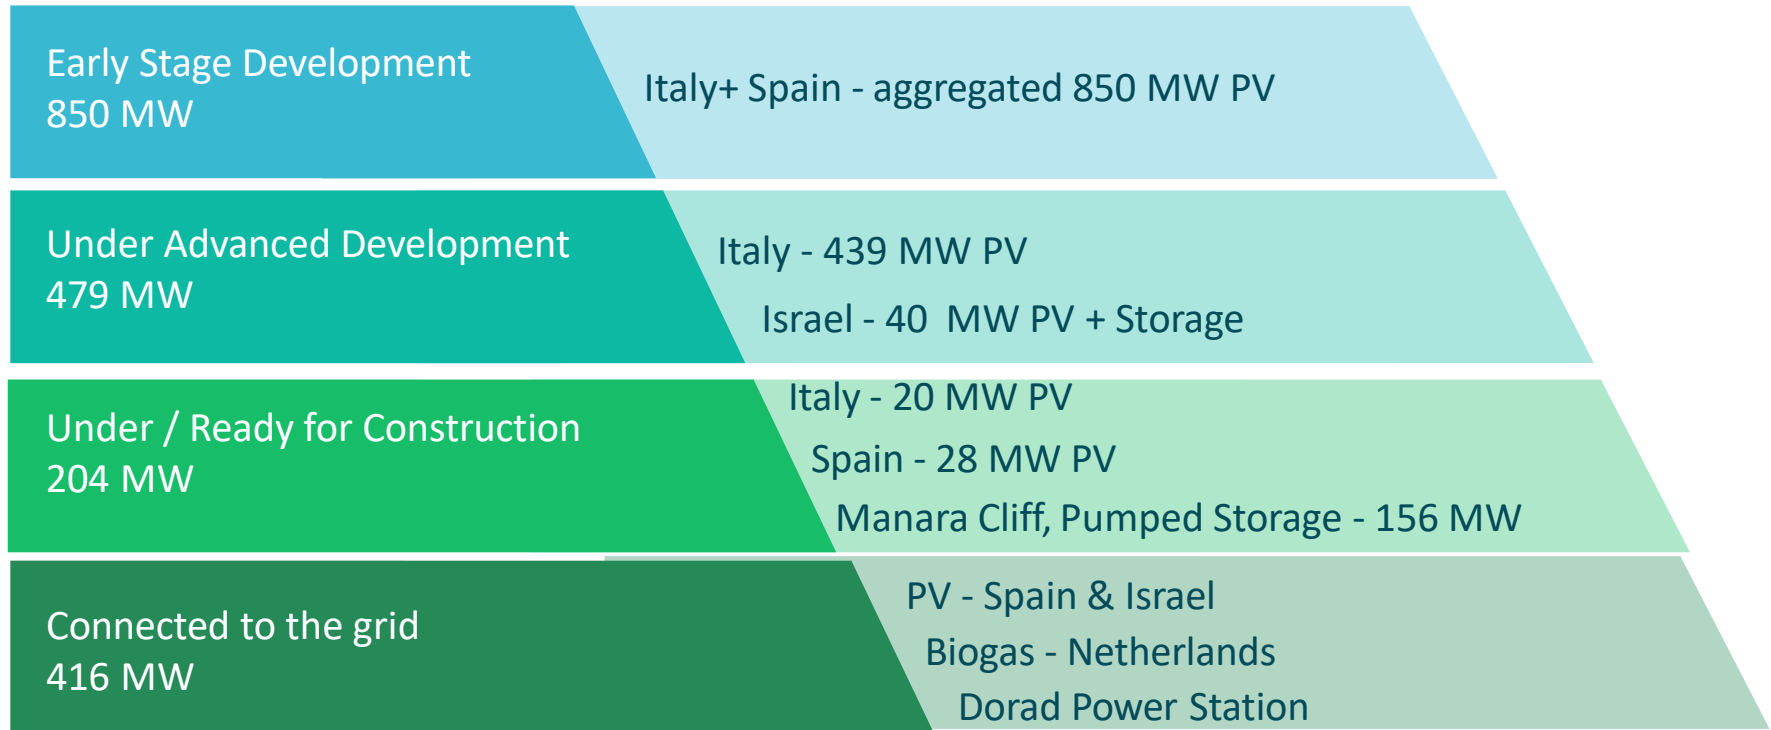 Early Stage Development
850 MW
Italy+ Spain - aggregated 850 MW PV
Under Advanced Development
479 MW
Italy - 439 MW PV
Israel - 40  MW PV + Storage
Under / Ready for Construction
204 MW
Italy - 20 MW PV
Spain - 28 MW PV
Manara Cliff, Pumped Storage - 156 MW
Connected to the grid
416 MW
PV - Spain & Israel
Biogas - Netherlands
Dorad Power Station